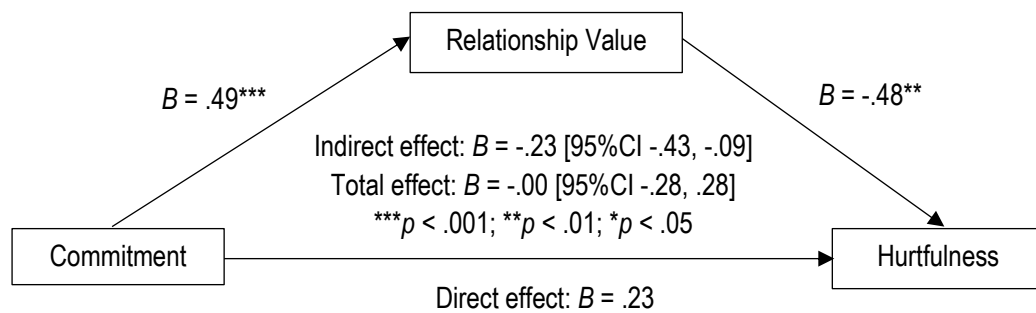 Relationship Value
B = .49***
B = -.48**
Indirect effect: B = -.23 [95%CI -.43, -.09]
Total effect: B = -.00 [95%CI -.28, .28]
***p < .001; **p < .01; *p < .05
Commitment
Hurtfulness
Direct effect: B = .23